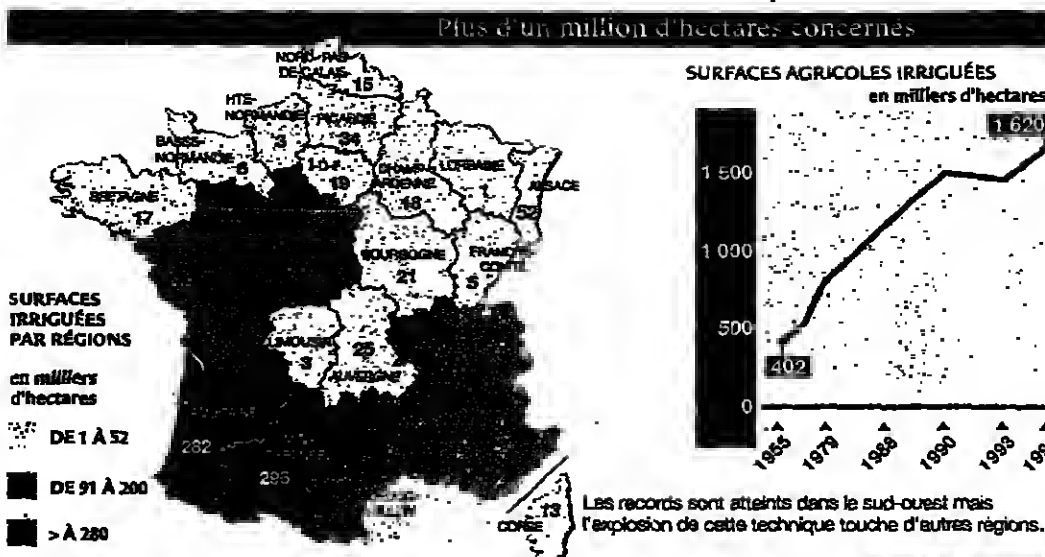 Plus d'un million d'hectares concernés
NORD-PAS-
DE-CALAIS
15
HTE-
NORMANDIE
3
PICARDIE
34
BASSE-
NORMANDIE
BRETAGNE
17
I-D-F
19
CHAMP
ARDENNE
18
LORRAINE
1
ALSACE
52
BOURGOGNE
21
FRANCHE
COMTÉ
5
LIMOUSIN
3
25
AUVERGNE
282
CORSE
13
SURFACES
IRRIGUÉES
PAR RÉGIONS
en milliers
d'hectares
DE 1 À 52
DE 91 À 200
> À 280
SURFACES AGRICOLES IRRIGUÉES
en milliers d'hectares
1 620
1 500
1 000
500
402
0
1955
1979
1988
1990
1993
Les records sont atteints dans le sud-ouest mais
l'explosion de cette technique touche d'autres régions.